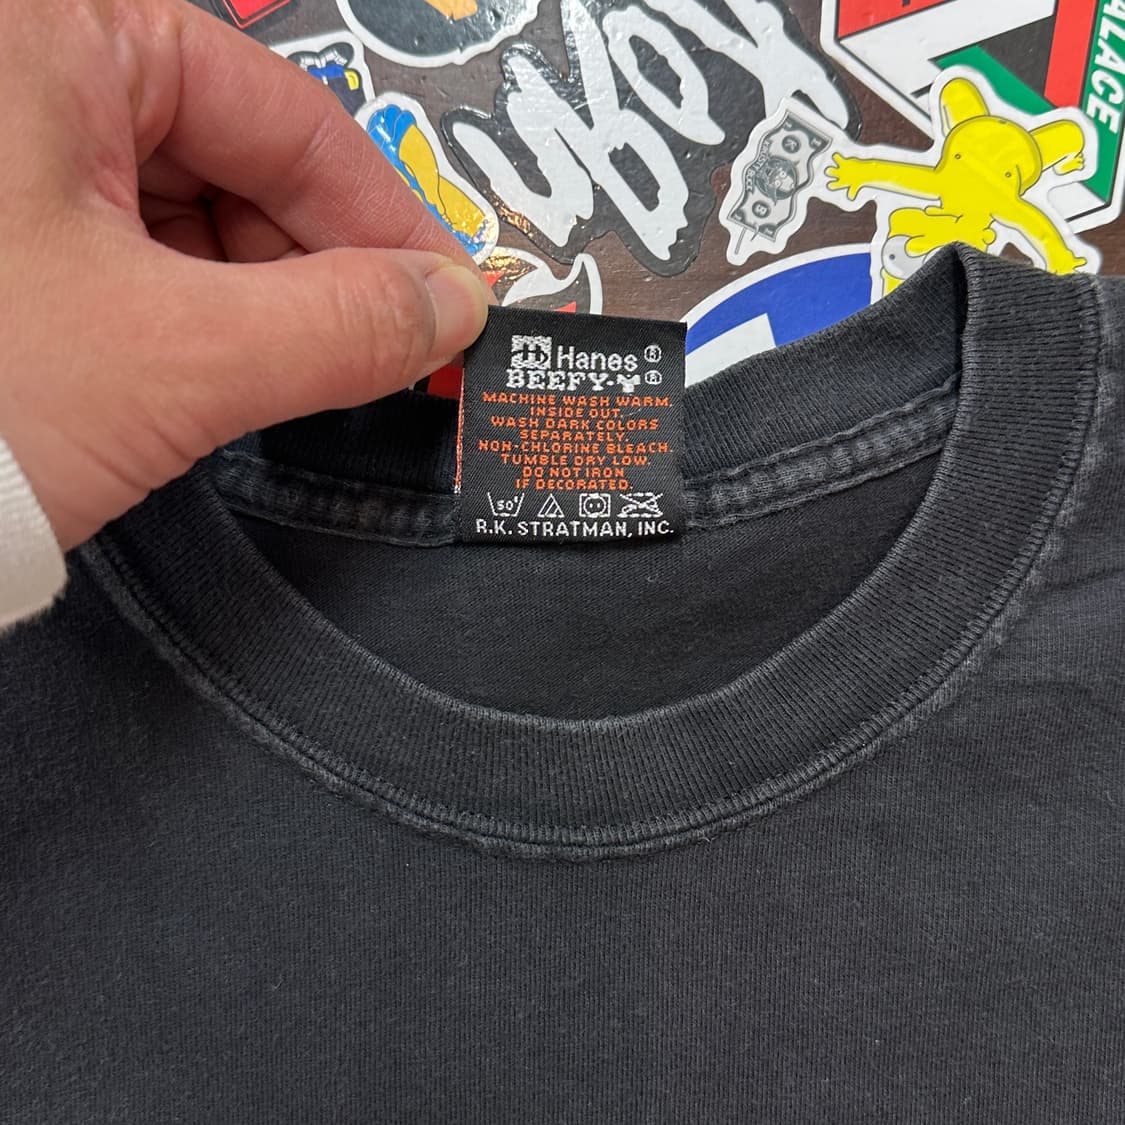 PALACE
Hanes ®
BEEFY-T ®
MACHINE WASH WARM.
INSIDE OUT.
WASH DARK COLORS
SEPARATELY.
NON-CHLORINE BLEACH.
TUMBLE DRY LOW.
DO NOT IRON
IF DECORATED.
50°
R.K. STRATMAN, INC.